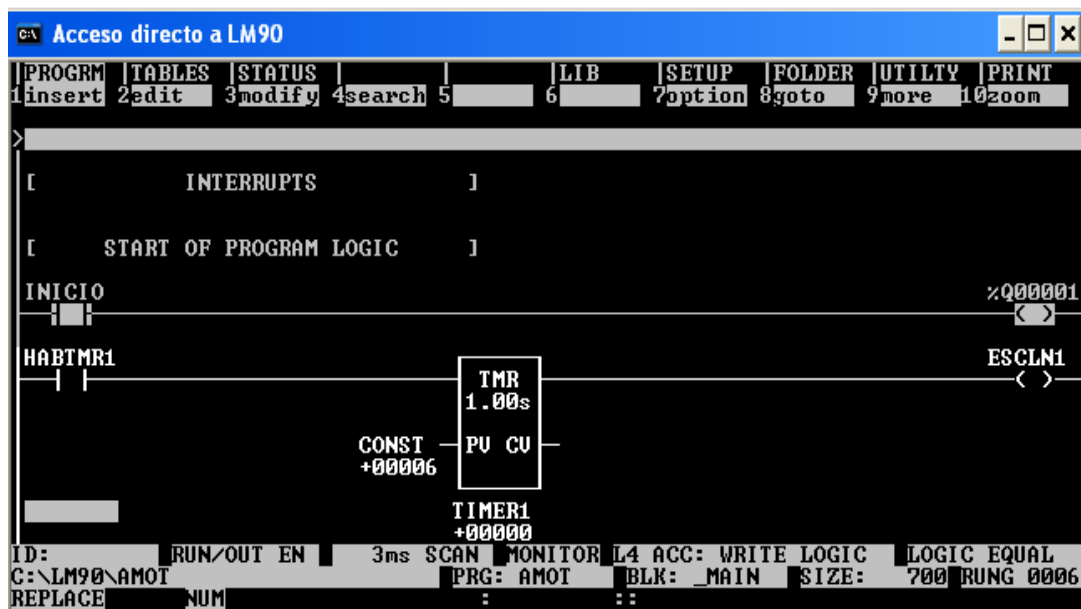 Acceso directo a LM90
PROGRM |TABLES |STATUS | | |LIB |SETUP |FOLDER |UTILTY |PRINT
1insert 2edit 3modify 4search 5 6 7option 8goto 9more 10zoom
>
[ INTERRUPTS ]
[ START OF PROGRAM LOGIC ]
INICIO %Q00001
HABTMR1 ESCLN1
TMR
1.00s
CONST PV CV
+00006
TIMER1
+00000
ID: RUN/OUT EN 3ms SCAN MONITOR L4 ACC: WRITE LOGIC LOGIC EQUAL
C:\LM90\AMOT PRG: AMOT BLK: _MAIN SIZE: 700 RUNG 0006
REPLACE NUM : ::